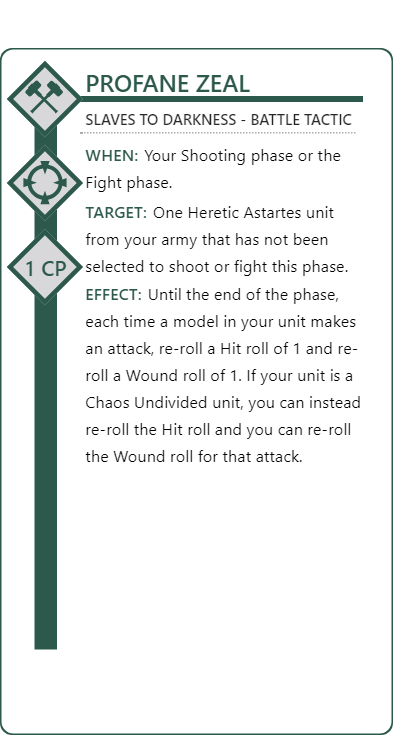 PROFANE ZEAL
SLAVES TO DARKNESS - BATTLE TACTIC
WHEN: Your Shooting phase or the
Fight phase.
TARGET: One Heretic Astartes unit
from your army that has not been
1 CP
selected to shoot or fight this phase.
EFFECT: Until the end of the phase,
each time a model in your unit makes
an attack, re-roll a Hit roll of 1 and re-
roll a Wound roll of 1. If your unit is a
Chaos Undivided unit, you can instead
re-roll the Hit roll and you can re-roll
the Wound roll for that attack.